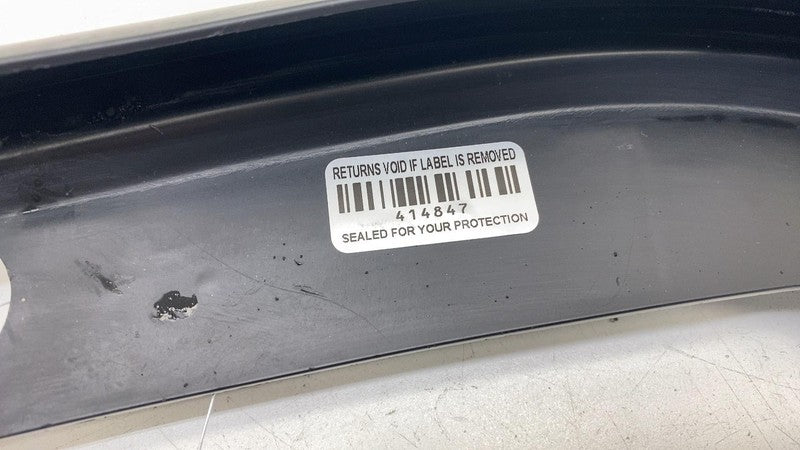 RETURNS VOID IF LABEL IS REMOVED
414847
SEALED FOR YOUR PROTECTION